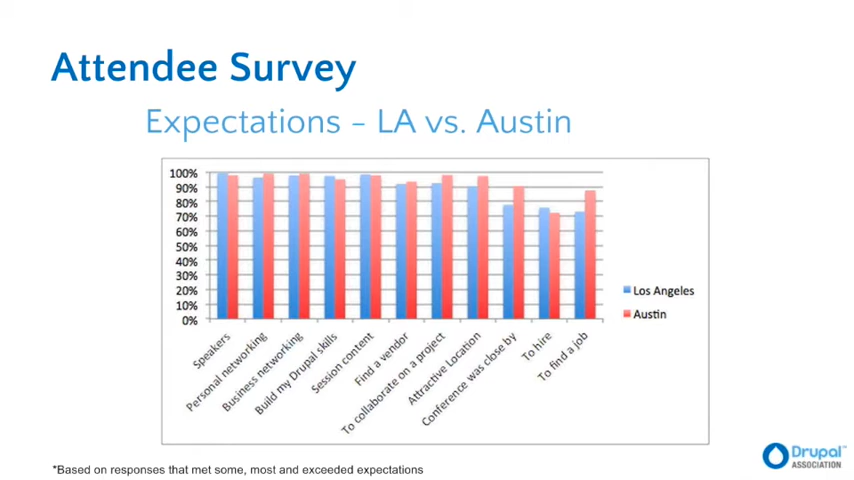 Attendee Survey
Expectations – LA vs. Austin
100%
90%
80%
70%
60%
50%
40%
30%
20%
10%
0%
Speakers
Personal networking
Business networking
Build my Drupal skills
Session content
Find a vendor
To collaborate on a project
Attractive Location
Conference was close by
To hire
To find a job
Los Angeles
Austin
*Based on responses that met some, most and exceeded expectations
Drupal™
ASSOCIATION